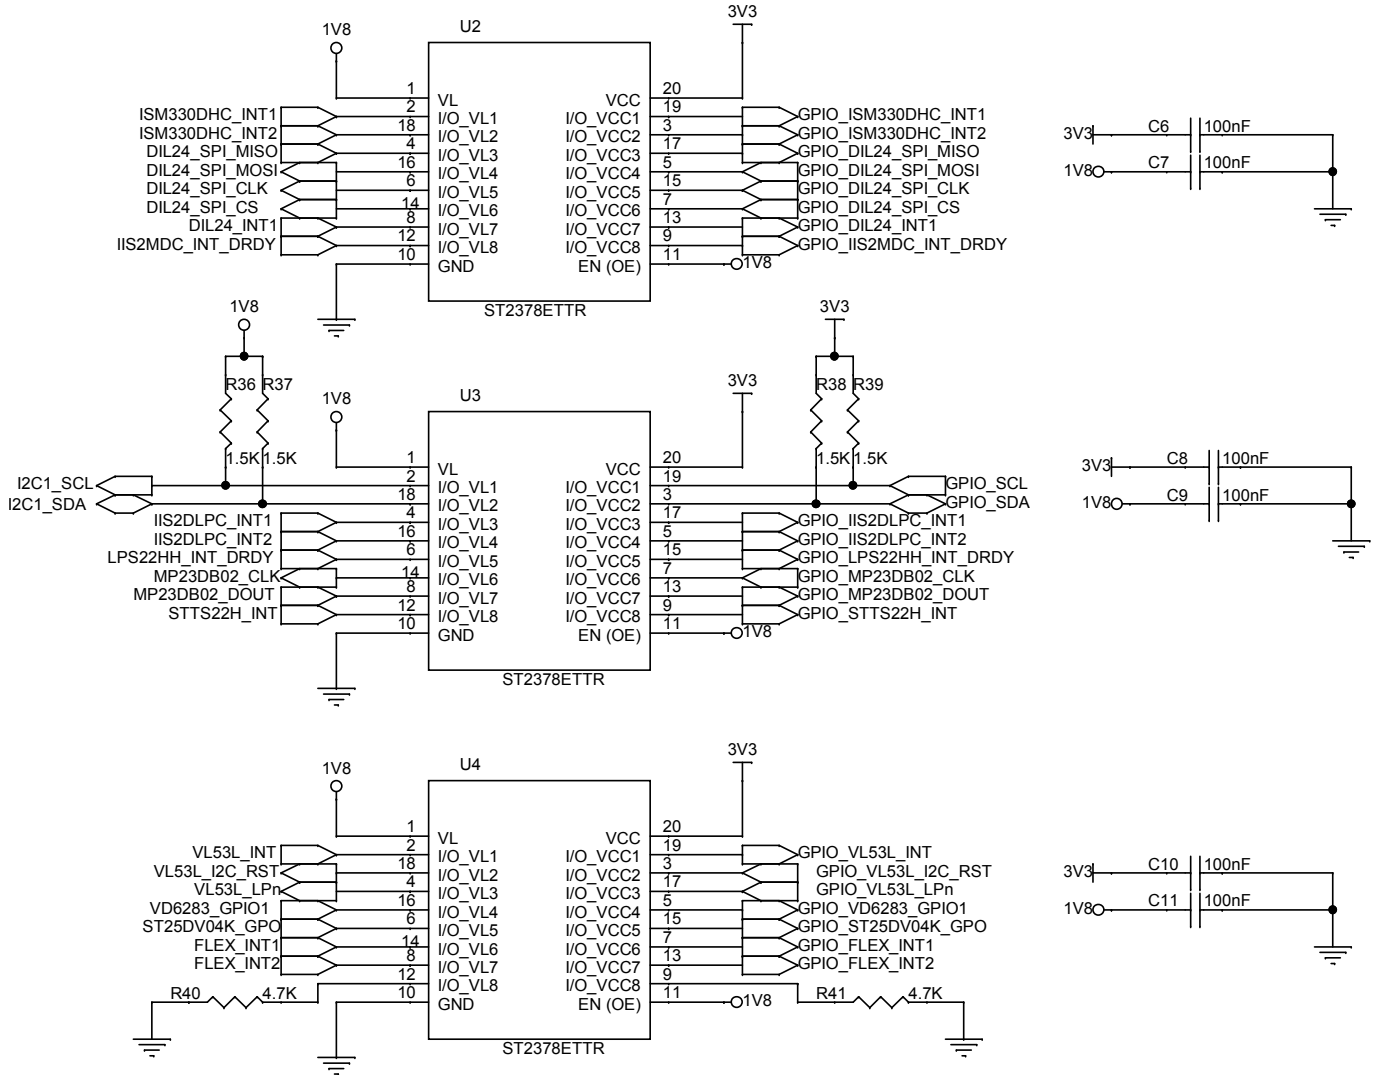 U2
3V3
1V8
1 VL VCC 20
ISM330DHC_INT1 2 I/O_VL1 I/O_VCC1 19 GPIO_ISM330DHC_INT1
ISM330DHC_INT2 18 I/O_VL2 I/O_VCC2 3 GPIO_ISM330DHC_INT2
DIL24_SPI_MISO 4 I/O_VL3 I/O_VCC3 17 GPIO_DIL24_SPI_MISO
DIL24_SPI_MOSI 16 I/O_VL4 I/O_VCC4 5 GPIO_DIL24_SPI_MOSI
DIL24_SPI_CLK 6 I/O_VL5 I/O_VCC5 15 GPIO_DIL24_SPI_CLK
DIL24_SPI_CS 14 I/O_VL6 I/O_VCC6 7 GPIO_DIL24_SPI_CS
DIL24_INT1 8 I/O_VL7 I/O_VCC7 13 GPIO_DIL24_INT1
IIS2MDC_INT_DRDY 12 I/O_VL8 I/O_VCC8 9 GPIO_IIS2MDC_INT_DRDY
10 GND EN (OE) 11 1V8
ST2378ETTR
3V3 C6 100nF
1V8 C7 100nF
1V8
3V3
R36 R37
R38 R39
1.5K 1.5K
1.5K 1.5K
U3
3V3
1V8
1 VL VCC 20
I2C1_SCL 2 I/O_VL1 I/O_VCC1 19 GPIO_SCL
I2C1_SDA 18 I/O_VL2 I/O_VCC2 3 GPIO_SDA
IIS2DLPC_INT1 4 I/O_VL3 I/O_VCC3 17 GPIO_IIS2DLPC_INT1
IIS2DLPC_INT2 16 I/O_VL4 I/O_VCC4 5 GPIO_IIS2DLPC_INT2
LPS22HH_INT_DRDY 6 I/O_VL5 I/O_VCC5 15 GPIO_LPS22HH_INT_DRDY
MP23DB02_CLK 14 I/O_VL6 I/O_VCC6 7 GPIO_MP23DB02_CLK
MP23DB02_DOUT 8 I/O_VL7 I/O_VCC7 13 GPIO_MP23DB02_DOUT
STTS22H_INT 12 I/O_VL8 I/O_VCC8 9 GPIO_STTS22H_INT
10 GND EN (OE) 11 1V8
ST2378ETTR
3V3 C8 100nF
1V8 C9 100nF
U4
3V3
1V8
1 VL VCC 20
VL53L_INT 2 I/O_VL1 I/O_VCC1 19 GPIO_VL53L_INT
VL53L_I2C_RST 18 I/O_VL2 I/O_VCC2 3 GPIO_VL53L_I2C_RST
VL53L_LPn 4 I/O_VL3 I/O_VCC3 17 GPIO_VL53L_LPn
VD6283_GPIO1 16 I/O_VL4 I/O_VCC4 5 GPIO_VD6283_GPIO1
ST25DV04K_GPO 6 I/O_VL5 I/O_VCC5 15 GPIO_ST25DV04K_GPO
FLEX_INT1 14 I/O_VL6 I/O_VCC6 7 GPIO_FLEX_INT1
FLEX_INT2 8 I/O_VL7 I/O_VCC7 13 GPIO_FLEX_INT2
12 I/O_VL8 I/O_VCC8 9
R40 4.7K 10 GND EN (OE) 11 1V8 R41 4.7K
ST2378ETTR
3V3 C10 100nF
1V8 C11 100nF